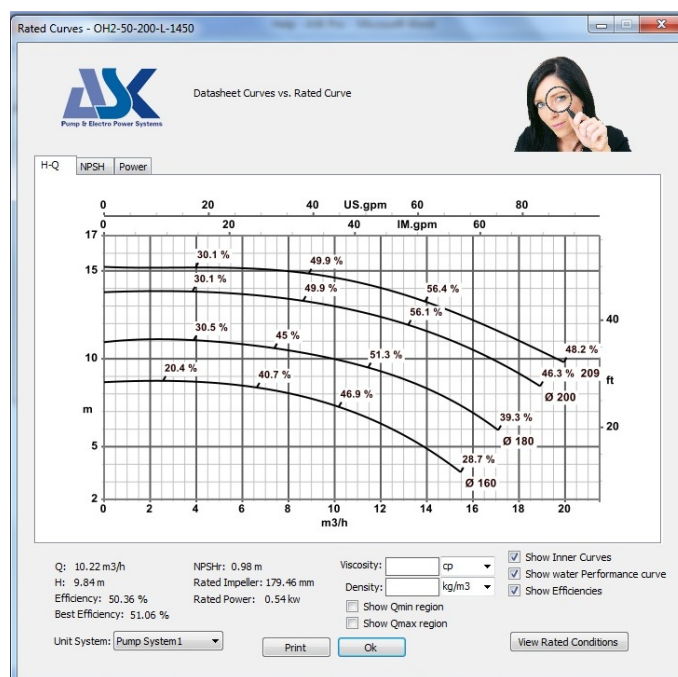 Rated Curves - OH2-50-200-L-1450
ASK
Pump & Electro Power Systems
Datasheet Curves vs. Rated Curve
H-Q NPSH Power
0 20 40 US.gpm 60 80
0 20 40 IM.gpm 60
17
30.1 % 49.9 %
15
30.1 % 49.9 % 56.4 %
56.1 % 40
30.5 % 45 %
10 51.3 % 48.2 %
20.4 % 40.7 % 46.3 % 209 ft
m 46.9 % Ø 200
39.3 % 20
5 Ø 180
28.7 %
Ø 160
2
0 2 4 6 8 10 12 14 16 18 20
m3/h
Q: 10.22 m3/h
H: 9.84 m
Efficiency: 50.36 %
Best Efficiency: 51.06 %
NPSHr: 0.98 m
Rated Impeller: 179.46 mm
Rated Power: 0.54 kw
Viscosity: cp
Density: kg/m3
Show Qmin region
Show Qmax region
Show Inner Curves
Show water Performance curve
Show Efficiencies
Unit System: Pump System1
Print Ok View Rated Conditions